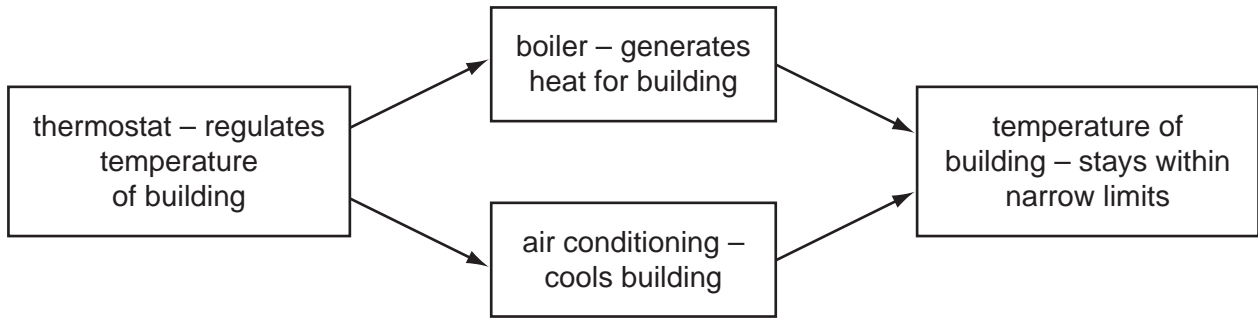 thermostat – regulates
temperature
of building
boiler – generates
heat for building
air conditioning –
cools building
temperature of
building – stays within
narrow limits